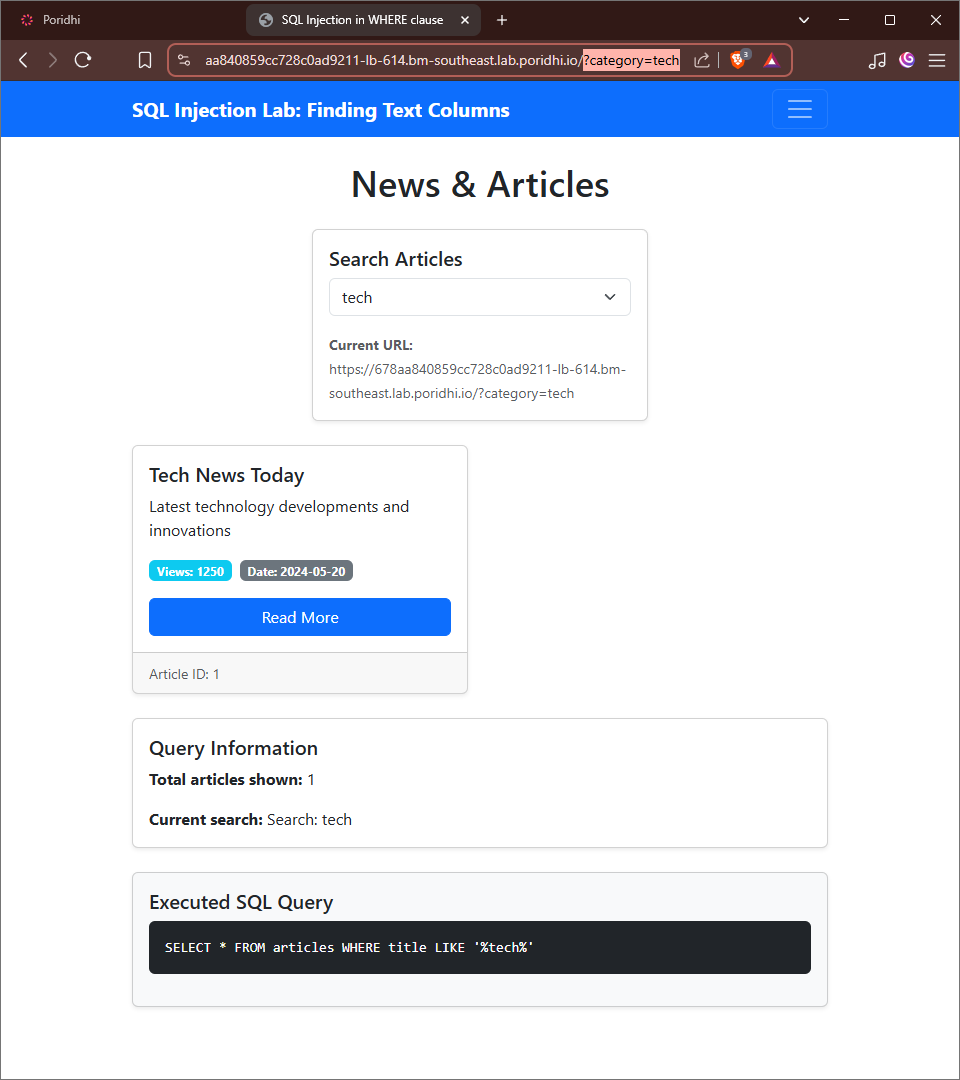 Poridhi
SQL Injection in WHERE clause
aa840859cc728c0ad9211-lb-614.bm-southeast.lab.poridhi.io/?category=tech
3
SQL Injection Lab: Finding Text Columns
News & Articles
Search Articles
tech
Current URL:
https://678aa840859cc728c0ad9211-lb-614.bm-
southeast.lab.poridhi.io/?category=tech
Tech News Today
Latest technology developments and
innovations
Views: 1250 Date: 2024-05-20
Read More
Article ID: 1
Query Information
Total articles shown: 1
Current search: Search: tech
Executed SQL Query
SELECT * FROM articles WHERE title LIKE '%tech%'